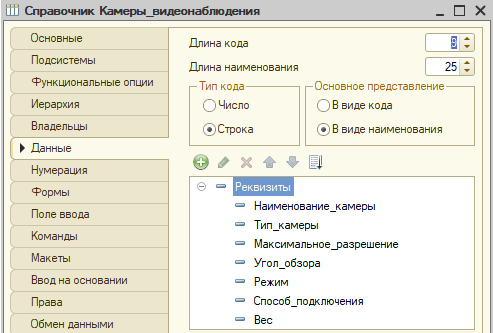 Справочник Камеры_видеонаблюдения
Основные
Подсистемы
Функциональные опции
Иерархия
Владельцы
Данные
Нумерация
Формы
Поле ввода
Команды
Макеты
Ввод на основании
Права
Обмен данными
Длина кода 9
Длина наименования 25
Тип кода
Число
Строка
Основное представление
В виде кода
В виде наименования
Реквизиты
Наименование_камеры
Тип_камеры
Максимальное_разрешение
Угол_обзора
Режим
Способ_подключения
Вес